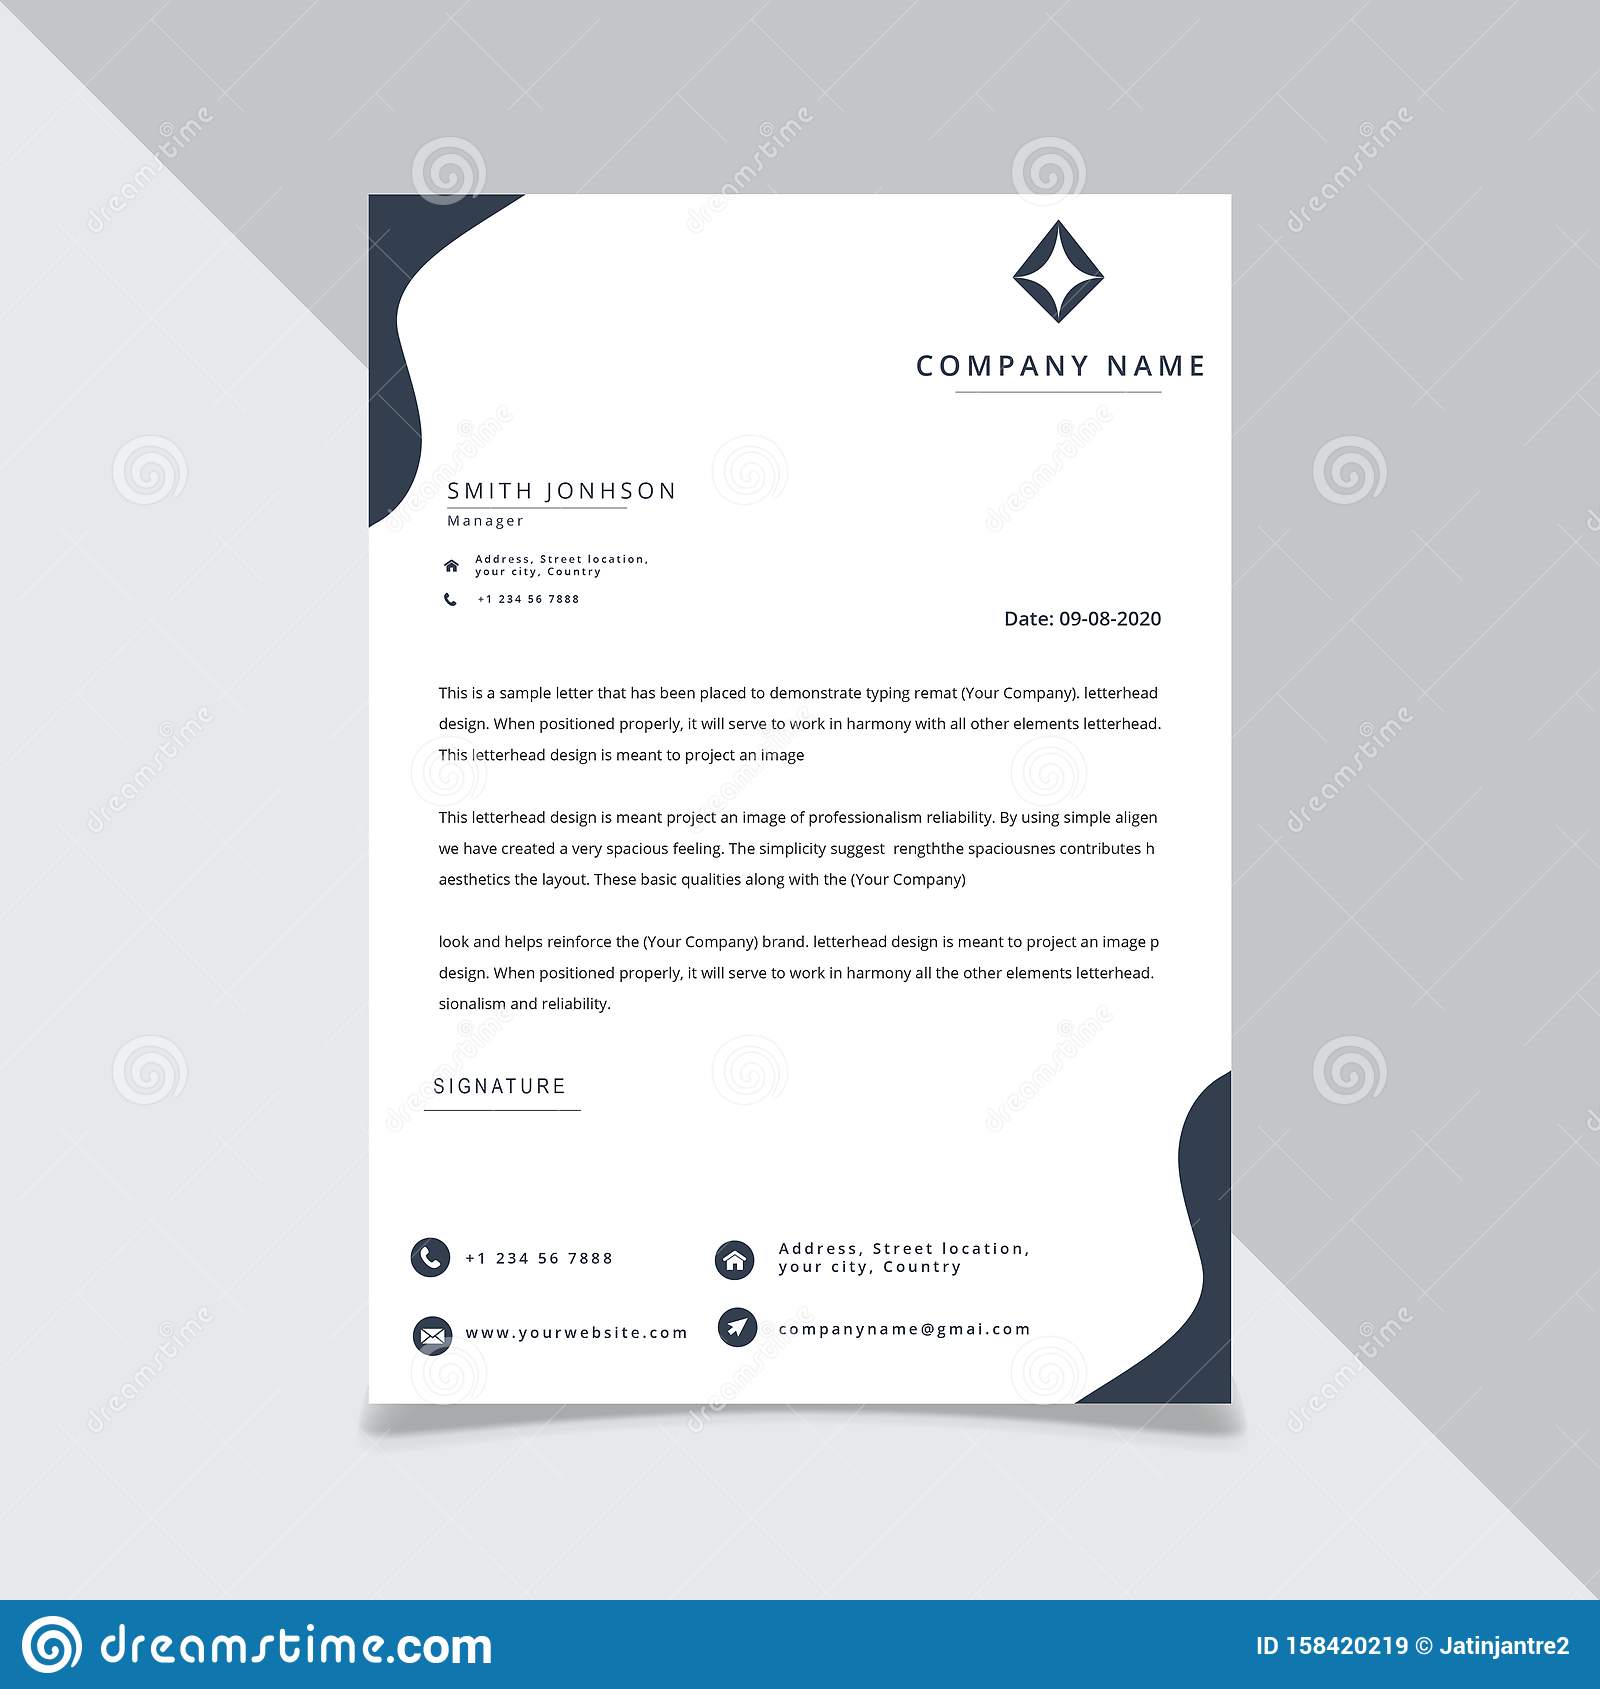 COMPANY NAME
SMITH JONHSON
Manager
Address, Street location,
your city, Country
+1 234 56 7888
Date: 09-08-2020
This is a sample letter that has been placed to demonstrate typing remat (Your Company). letterhead
design. When positioned properly, it will serve to work in harmony with all other elements letterhead.
This letterhead design is meant to project an image
This letterhead design is meant project an image of professionalism reliability. By using simple aligen
we have created a very spacious feeling. The simplicity suggest rengththe spaciousnes contributes h
aesthetics the layout. These basic qualities along with the (Your Company)
look and helps reinforce the (Your Company) brand. letterhead design is meant to project an image p
design. When positioned properly, it will serve to work in harmony all the other elements letterhead.
sionalism and reliability.
SIGNATURE
+1 234 56 7888
Address, Street location,
your city, Country
www.yourwebsite.com
companyname@gmai.com
dreamstime.com
ID 158420219 © Jatinjantre2